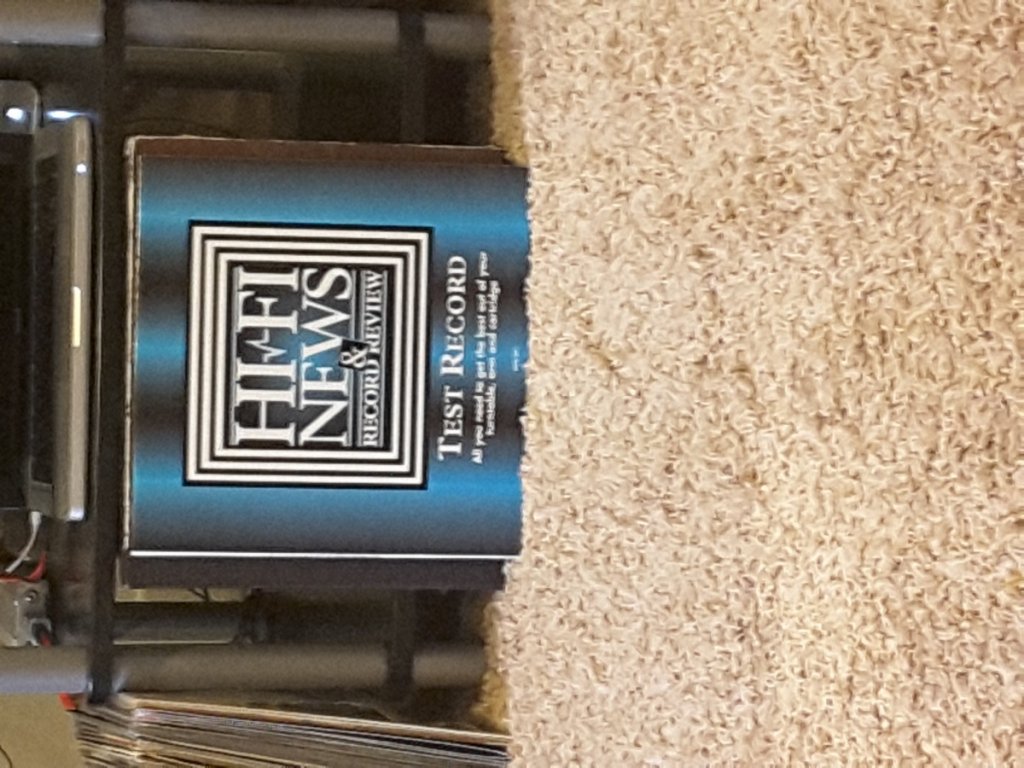 HI-FI
NEWS
&
RECORD REVIEW
TEST RECORD
All you need to get the best out of your
turntable, arm and cartridge